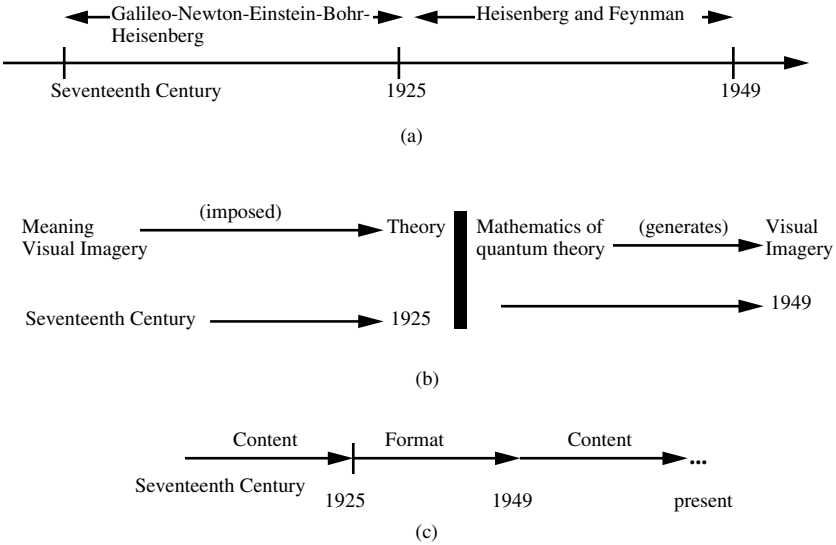 Galileo-Newton-Einstein-Bohr-
Heisenberg
Heisenberg and Feynman
Seventeenth Century
1925
1949
(a)
Meaning
Visual Imagery
(imposed)
Theory
Mathematics of
quantum theory
(generates)
Visual
Imagery
Seventeenth Century
1925
1949
(b)
Content
Format
Content
...
Seventeenth Century
1925
1949
present
(c)